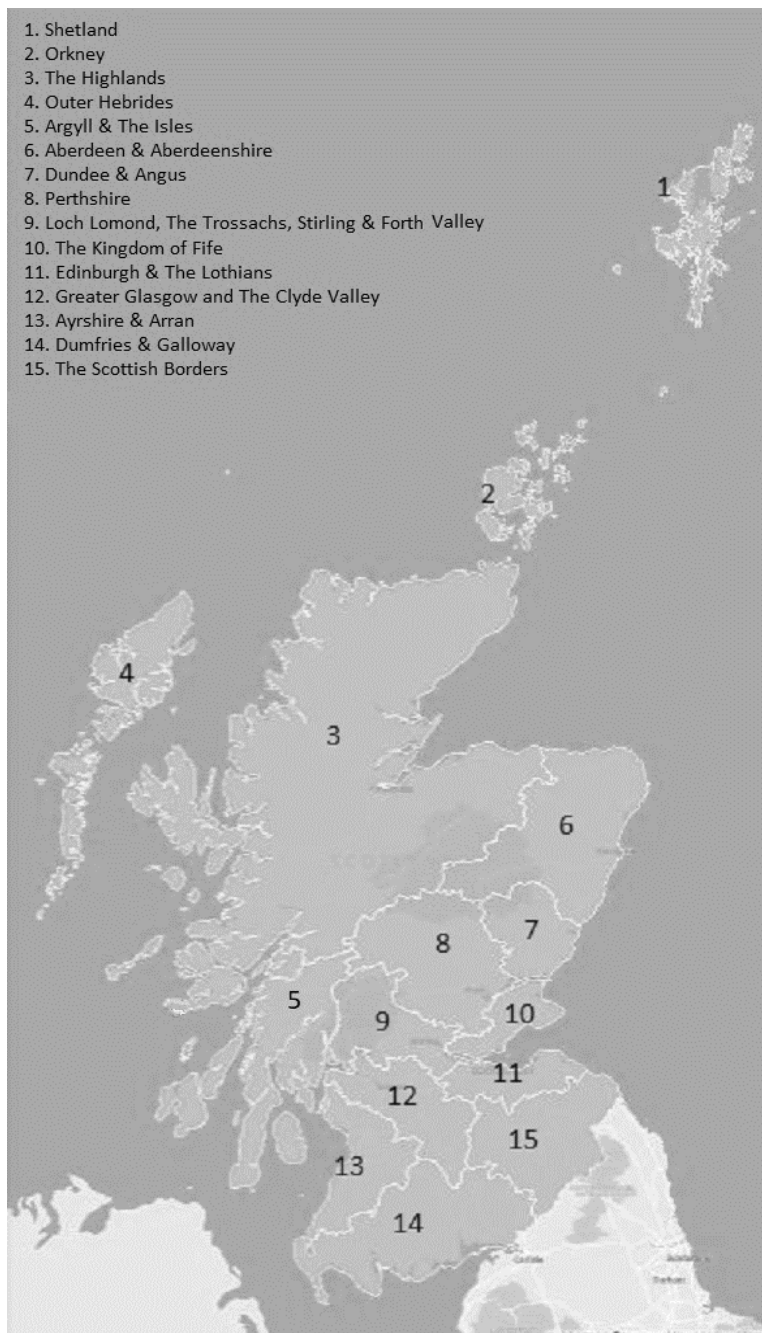 1. Shetland
2. Orkney
3. The Highlands
4. Outer Hebrides
5. Argyll & The Isles
6. Aberdeen & Aberdeenshire
7. Dundee & Angus
8. Perthshire
9. Loch Lomond, The Trossachs, Stirling & Forth Valley
10. The Kingdom of Fife
11. Edinburgh & The Lothians
12. Greater Glasgow and The Clyde Valley
13. Ayrshire & Arran
14. Dumfries & Galloway
15. The Scottish Borders
1
2
4
3
6
7
8
5
10
9
11
12
15
13
14
Carlisle
Durham